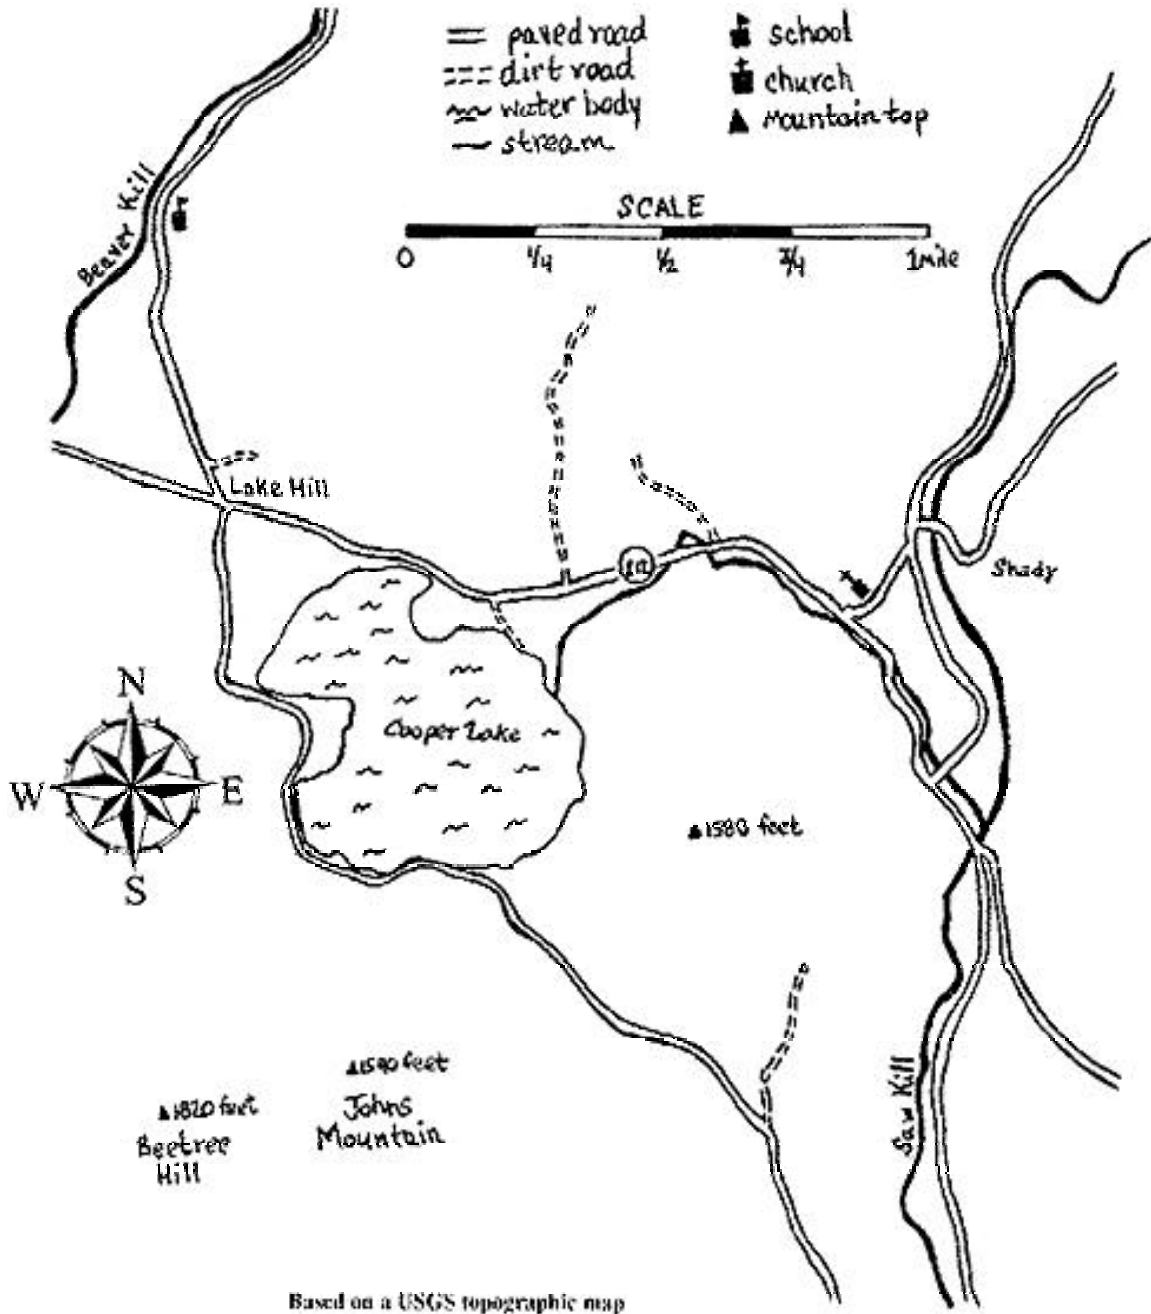 paved road
dirt road
water body
stream
school
church
Mountain top
SCALE
0 1/4 1/2 3/4 1 mile
Beaver Kill
Lake Hill
Shady
N
W E
S
Cooper Lake
1580 feet
1590 feet
Johns
Mountain
1820 feet
Beetree
Hill
Saw Kill
Based on a USGS topographic map